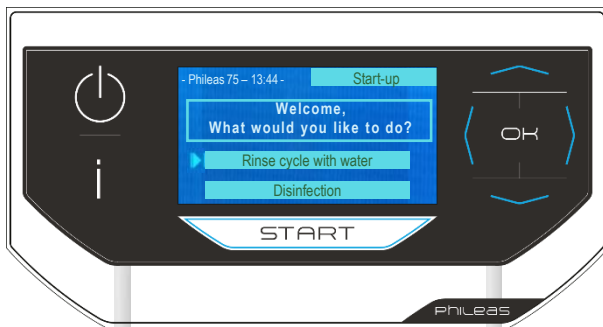 - Phileas 75 – 13:44 -
Start-up
Welcome,
What would you like to do?
Rinse cycle with water
Disinfection
i
OK
START
PHILEAS